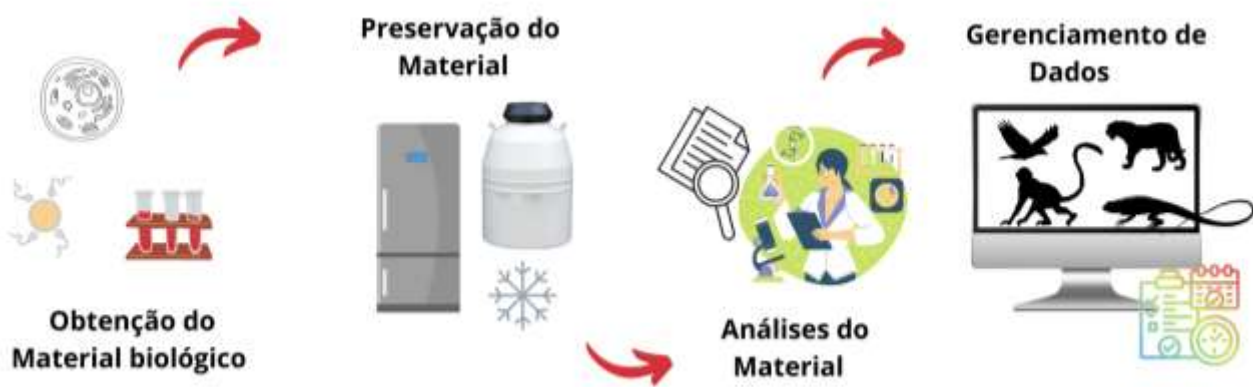 Obtenção do
Material biológico
Preservação do
Material
Análises do
Material
Gerenciamento de
Dados